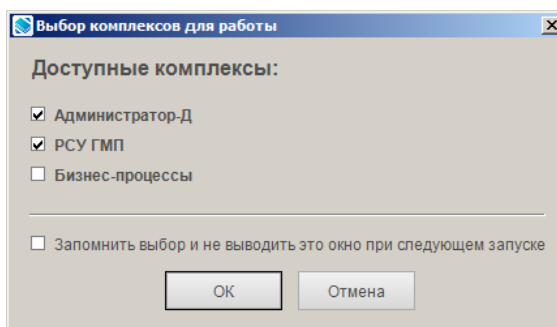 Выбор комплексов для работы
Доступные комплексы:
Администратор-Д
РСУ ГМП
Бизнес-процессы
Запомнить выбор и не выводить это окно при следующем запуске
ОК
Отмена